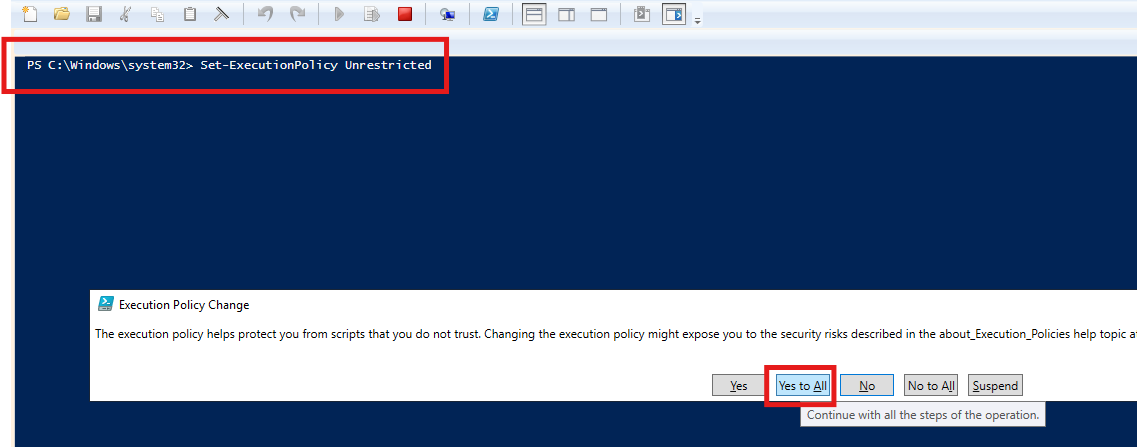 PS C:\Windows\system32> Set-ExecutionPolicy Unrestricted
Execution Policy Change
The execution policy helps protect you from scripts that you do not trust. Changing the execution policy might expose you to the security risks described in the about_Execution_Policies help topic at
Yes
Yes to All
No
No to All
Suspend
Continue with all the steps of the operation.